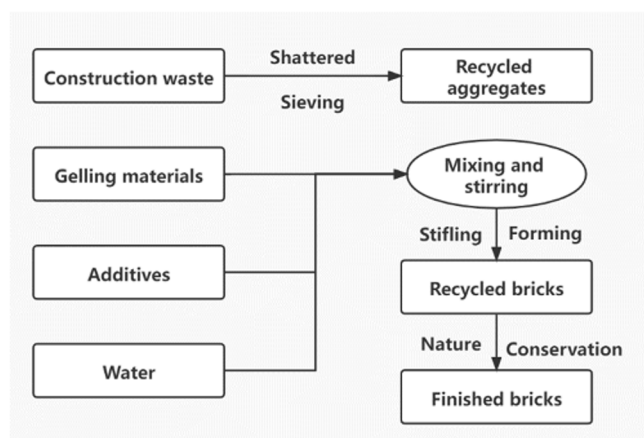 Construction waste
Shattered
Sieving
Recycled
aggregates
Gelling materials
Mixing and
stirring
Additives
Stifling
Forming
Recycled bricks
Water
Nature
Conservation
Finished bricks